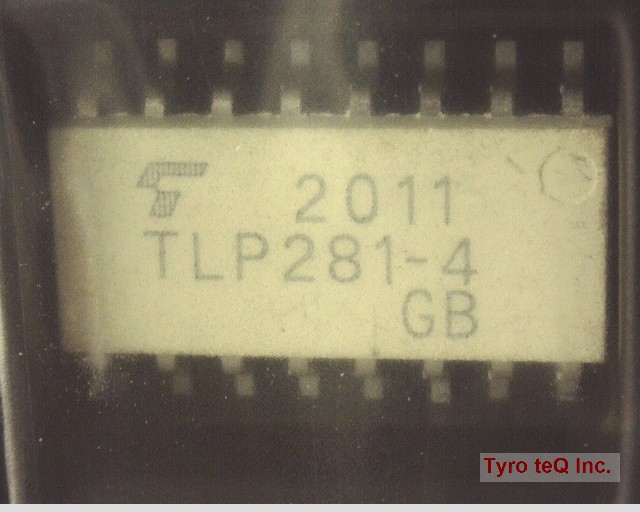 2011
TLP281-4
GB
Tyro teQ Inc.